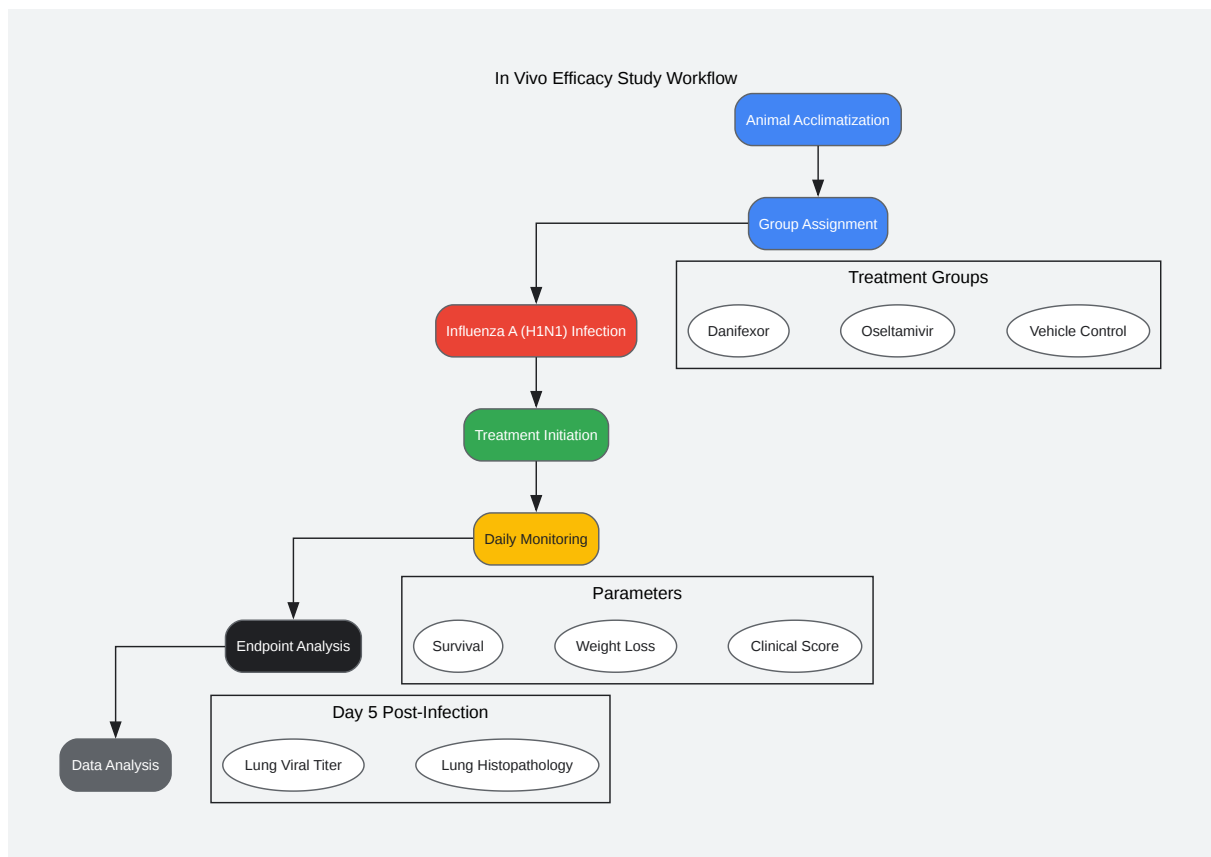 In Vivo Efficacy Study Workflow
Animal Acclimatization
Group Assignment
Treatment Groups
Influenza A (H1N1) Infection
Danifexor
Oseltamivir
Vehicle Control
Treatment Initiation
Daily Monitoring
Parameters
Endpoint Analysis
Survival
Weight Loss
Clinical Score
Day 5 Post-Infection
Data Analysis
Lung Viral Titer
Lung Histopathology